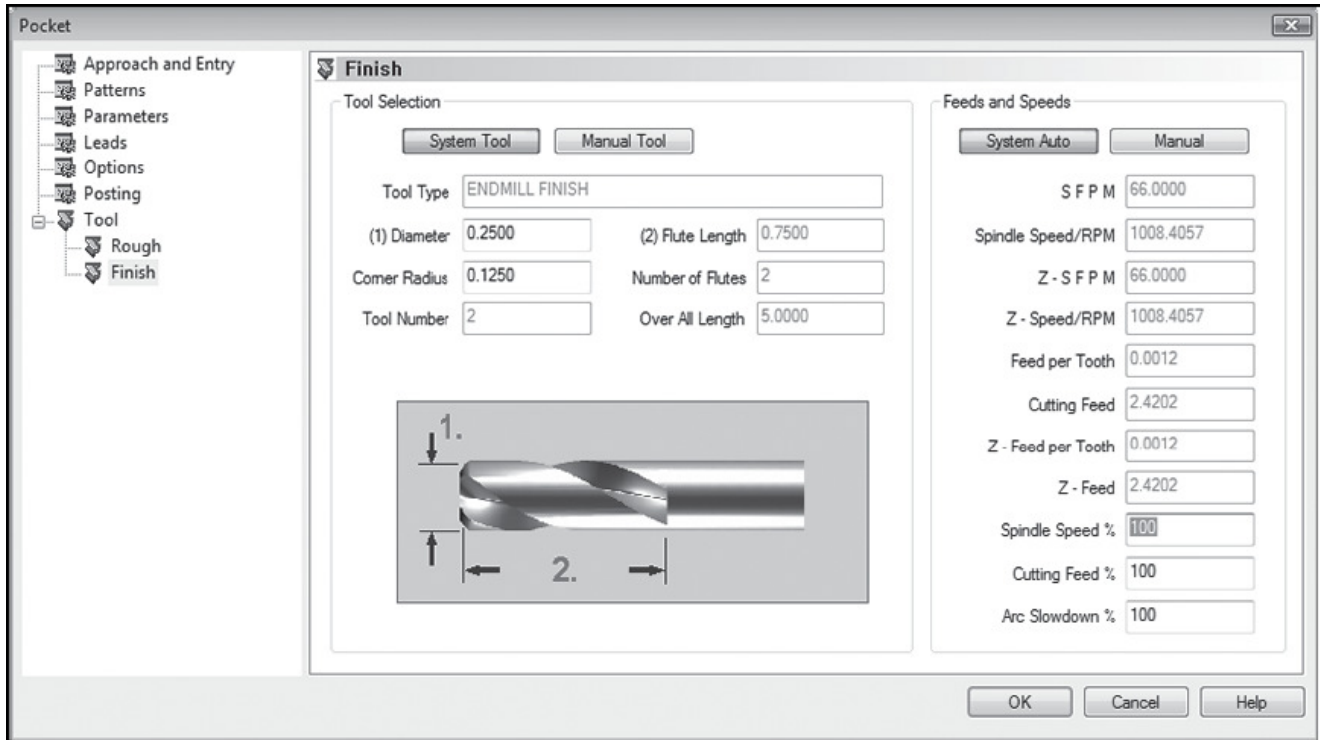 Pocket
Approach and Entry
Patterns
Parameters
Leads
Options
Posting
Tool
Rough
Finish
Finish
Tool Selection
System Tool Manual Tool
Tool Type ENDMILL FINISH
(1) Diameter 0.2500 (2) Flute Length 0.7500
Corner Radius 0.1250 Number of Flutes 2
Tool Number 2 Over All Length 5.0000
1.
2.
Feeds and Speeds
System Auto Manual
S F P M 66.0000
Spindle Speed/RPM 1008.4057
Z - S F P M 66.0000
Z - Speed/RPM 1008.4057
Feed per Tooth 0.0012
Cutting Feed 2.4202
Z - Feed per Tooth 0.0012
Z - Feed 2.4202
Spindle Speed % 100
Cutting Feed % 100
Arc Slowdown % 100
OK Cancel Help